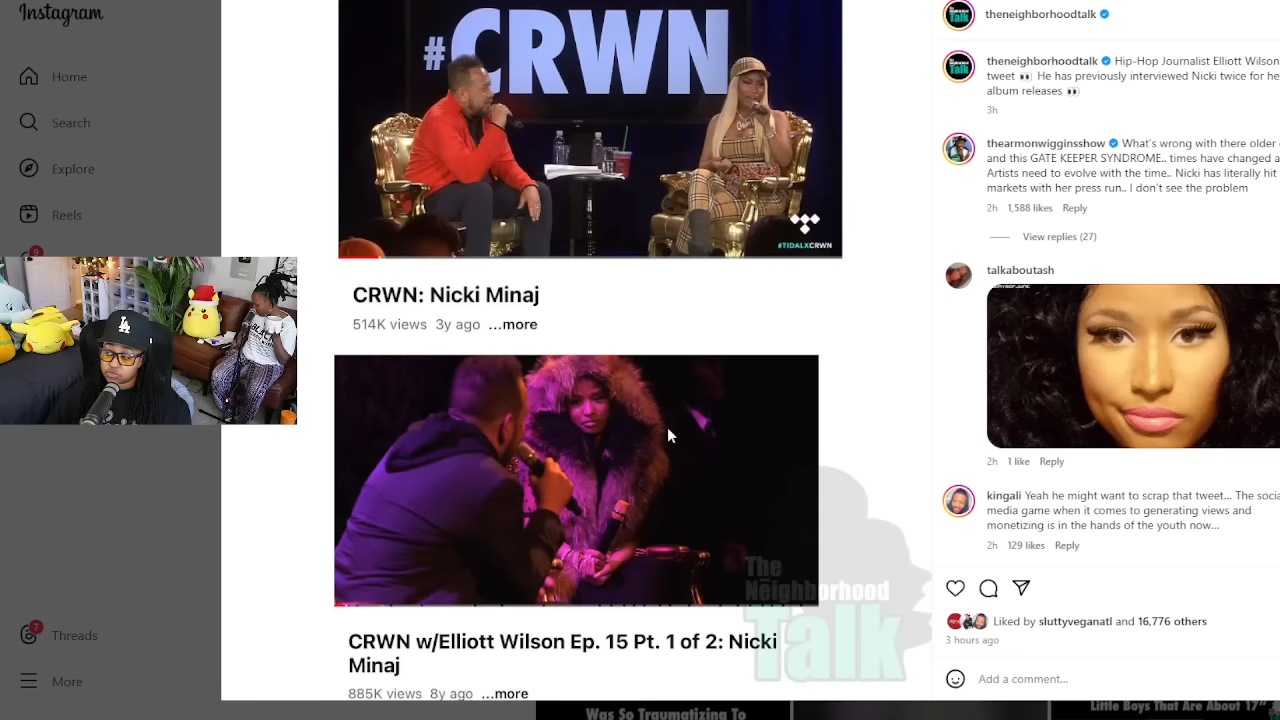 Instagram
Home
Search
Explore
Reels
Threads
7
More
#CRWN
#TIDALXCRWN
CRWN: Nicki Minaj
514K views 3y ago ...more
LA
The
Neighborhood
Talk
CRWN w/Elliott Wilson Ep. 15 Pt. 1 of 2: Nicki
Minaj
885K views 8y ago ...more
Was So Traumatizing To
Little Boys That Are About 17"
theneighborhoodtalk
theneighborhoodtalk Hip-Hop Journalist Elliott Wilson
tweet 👀 He has previously interviewed Nicki twice for he
album releases 👀
3h
thearmonwigginsshow What's wrong with there older
and this GATE KEEPER SYNDROME.. times have changed a
Artists need to evolve with the time.. Nicki has literally hit
markets with her press run.. I don't see the problem
2h 1,588 likes Reply
View replies (27)
talkaboutash
2h 1 like Reply
kingali Yeah he might want to scrap that tweet... The socia
media game when it comes to generating views and
monetizing is in the hands of the youth now...
2h 129 likes Reply
Liked by sluttyveganatl and 16,776 others
3 hours ago
Add a comment...